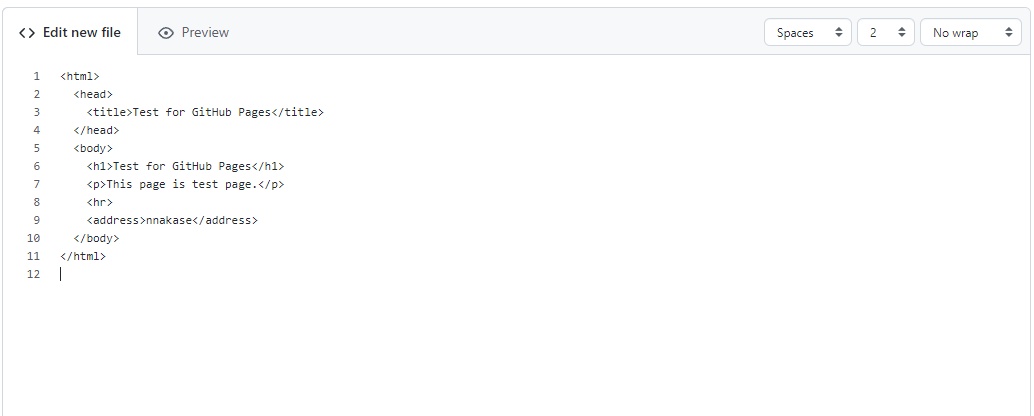 <> Edit new file Preview Spaces 2 No wrap
1 <html>
2   <head>
3     <title>Test for GitHub Pages</title>
4   </head>
5   <body>
6     <h1>Test for GitHub Pages</h1>
7     <p>This page is test page.</p>
8     <hr>
9     <address>nnakase</address>
10   </body>
11 </html>
12